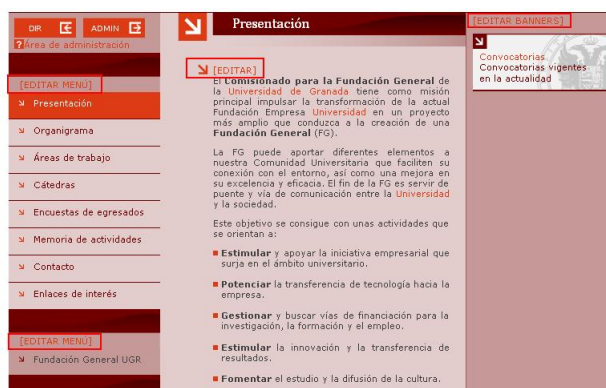 DIR ADMIN
?Área de administración
[EDITAR MENÚ]
Presentación
Organigrama
Áreas de trabajo
Cátedras
Encuestas de egresados
Memoria de actividades
Contacto
Enlaces de interés
[EDITAR MENÚ]
Fundación General UGR
Presentación
[EDITAR]
El Comisionado para la Fundación General de
la Universidad de Granada tiene como misión
principal impulsar la transformación de la actual
Fundación Empresa Universidad en un proyecto
más amplio que conduzca a la creación de una
Fundación General (FG).
La FG puede aportar diferentes elementos a
nuestra Comunidad Universitaria que faciliten su
conexión con el entorno, así como una mejora en
su excelencia y eficacia. El fin de la FG es servir de
puente y vía de comunicación entre la Universidad
y la sociedad.
Este objetivo se consigue con unas actividades que
se orientan a:
Estimular y apoyar la iniciativa empresarial que
surja en el ámbito universitario.
Potenciar la transferencia de tecnología hacia la
empresa.
Gestionar y buscar vías de financiación para la
investigación, la formación y el empleo.
Estimular la innovación y la transferencia de
resultados.
Fomentar el estudio y la difusión de la cultura.
[EDITAR BANNERS]
Convocatorias
Convocatorias vigentes
en la actualidad